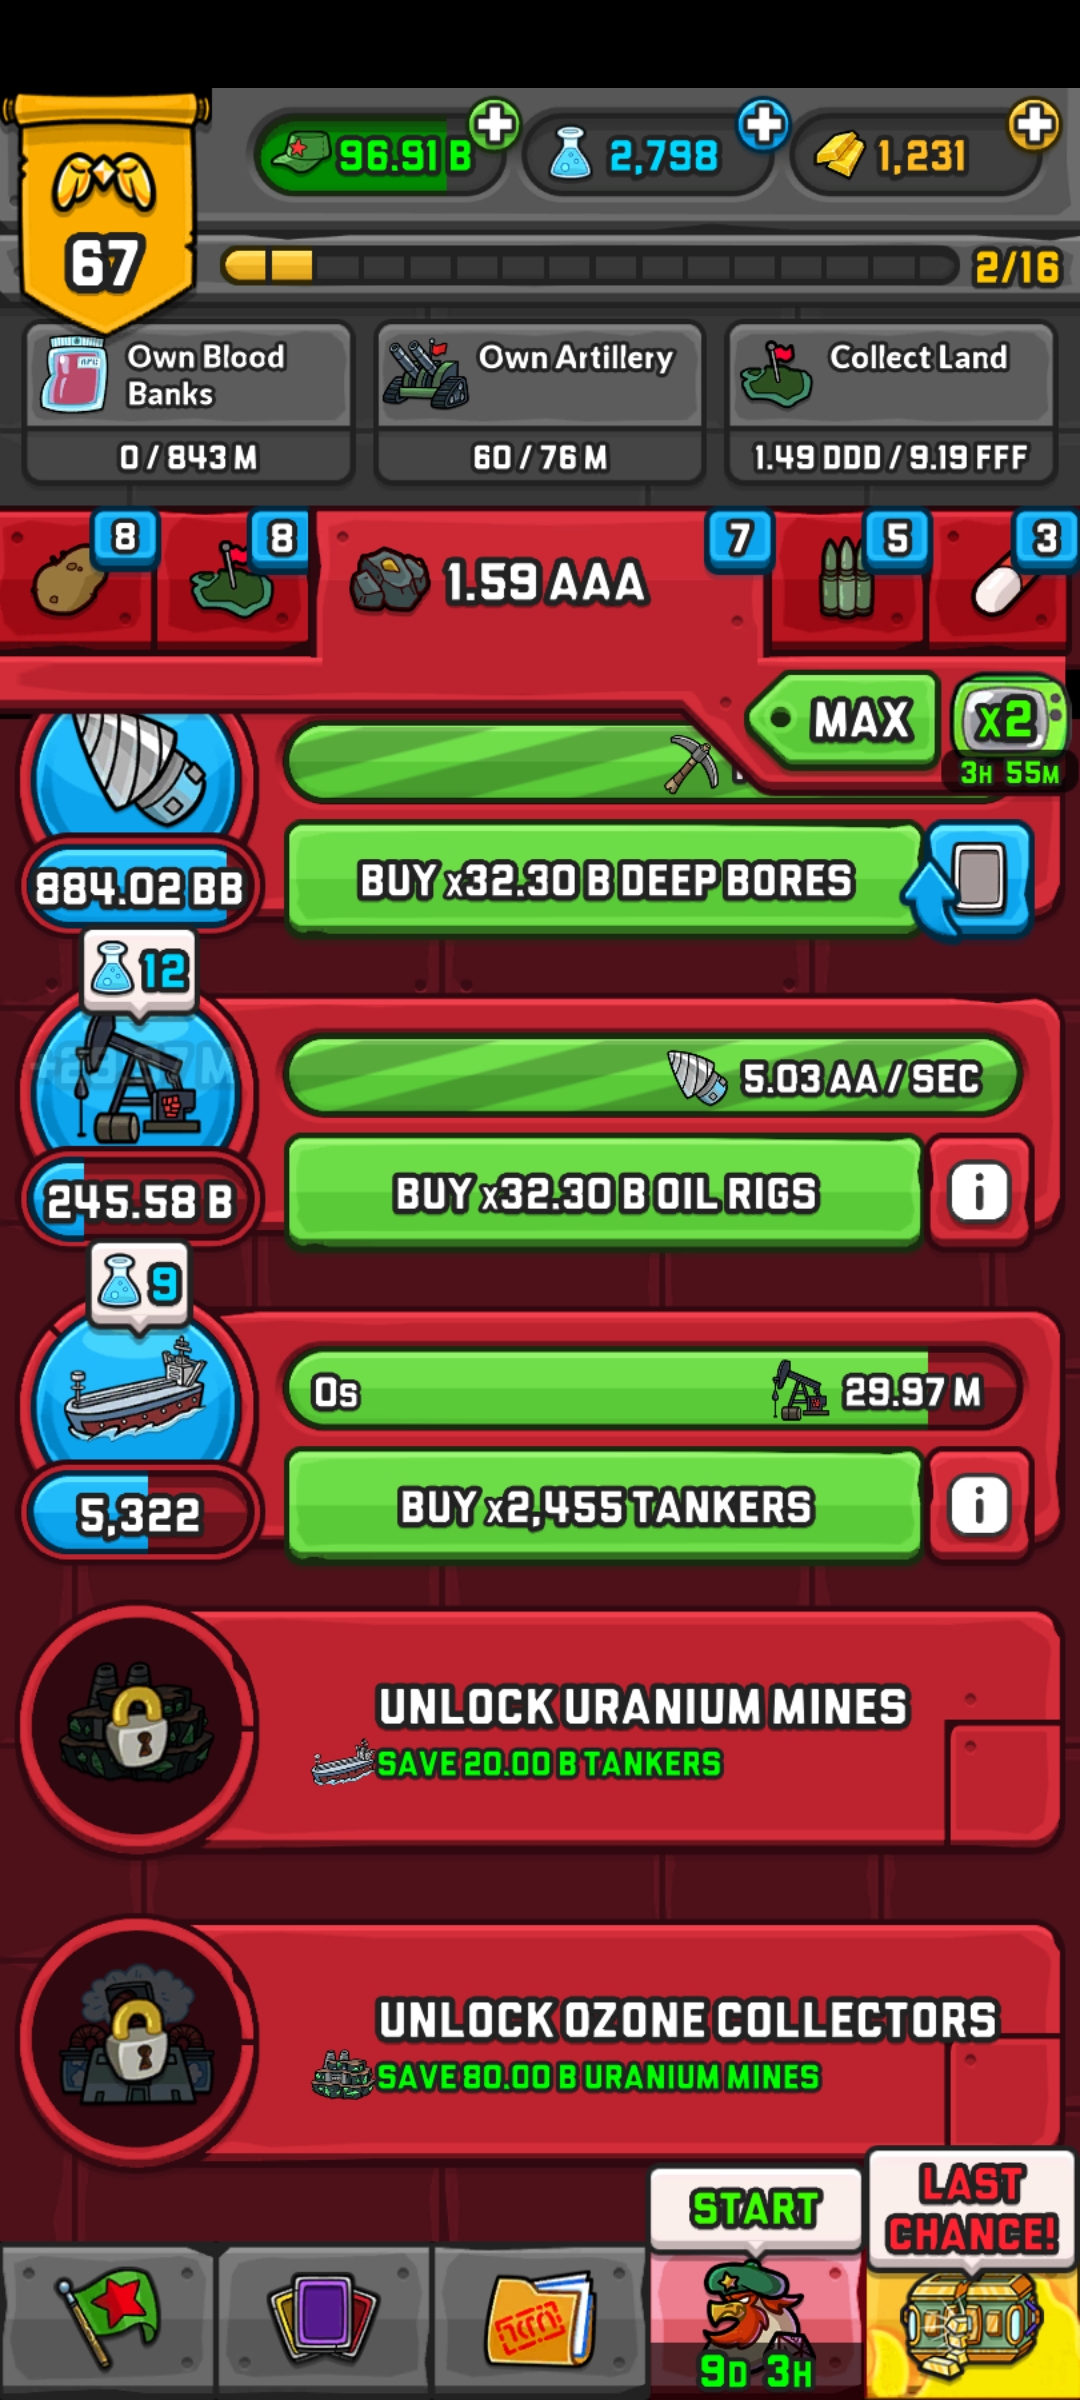 96.91 B
2,798
1,231
67
2/16
Own Blood Banks
0 / 843 M
Own Artillery
60 / 76 M
Collect Land
1.49 DDD / 9.19 FFF
8
8
1.59 AAA
7
5
3
MAX
x2
3H 55M
884.02 BB
BUY x32.30 B DEEP BORES
12
5.03 AA / SEC
245.58 B
BUY x32.30 B OIL RIGS
i
9
0s
29.97 M
5,322
BUY x2,455 TANKERS
i
UNLOCK URANIUM MINES
SAVE 20.00 B TANKERS
UNLOCK OZONE COLLECTORS
SAVE 80.00 B URANIUM MINES
START
LAST CHANCE!
9D 3H